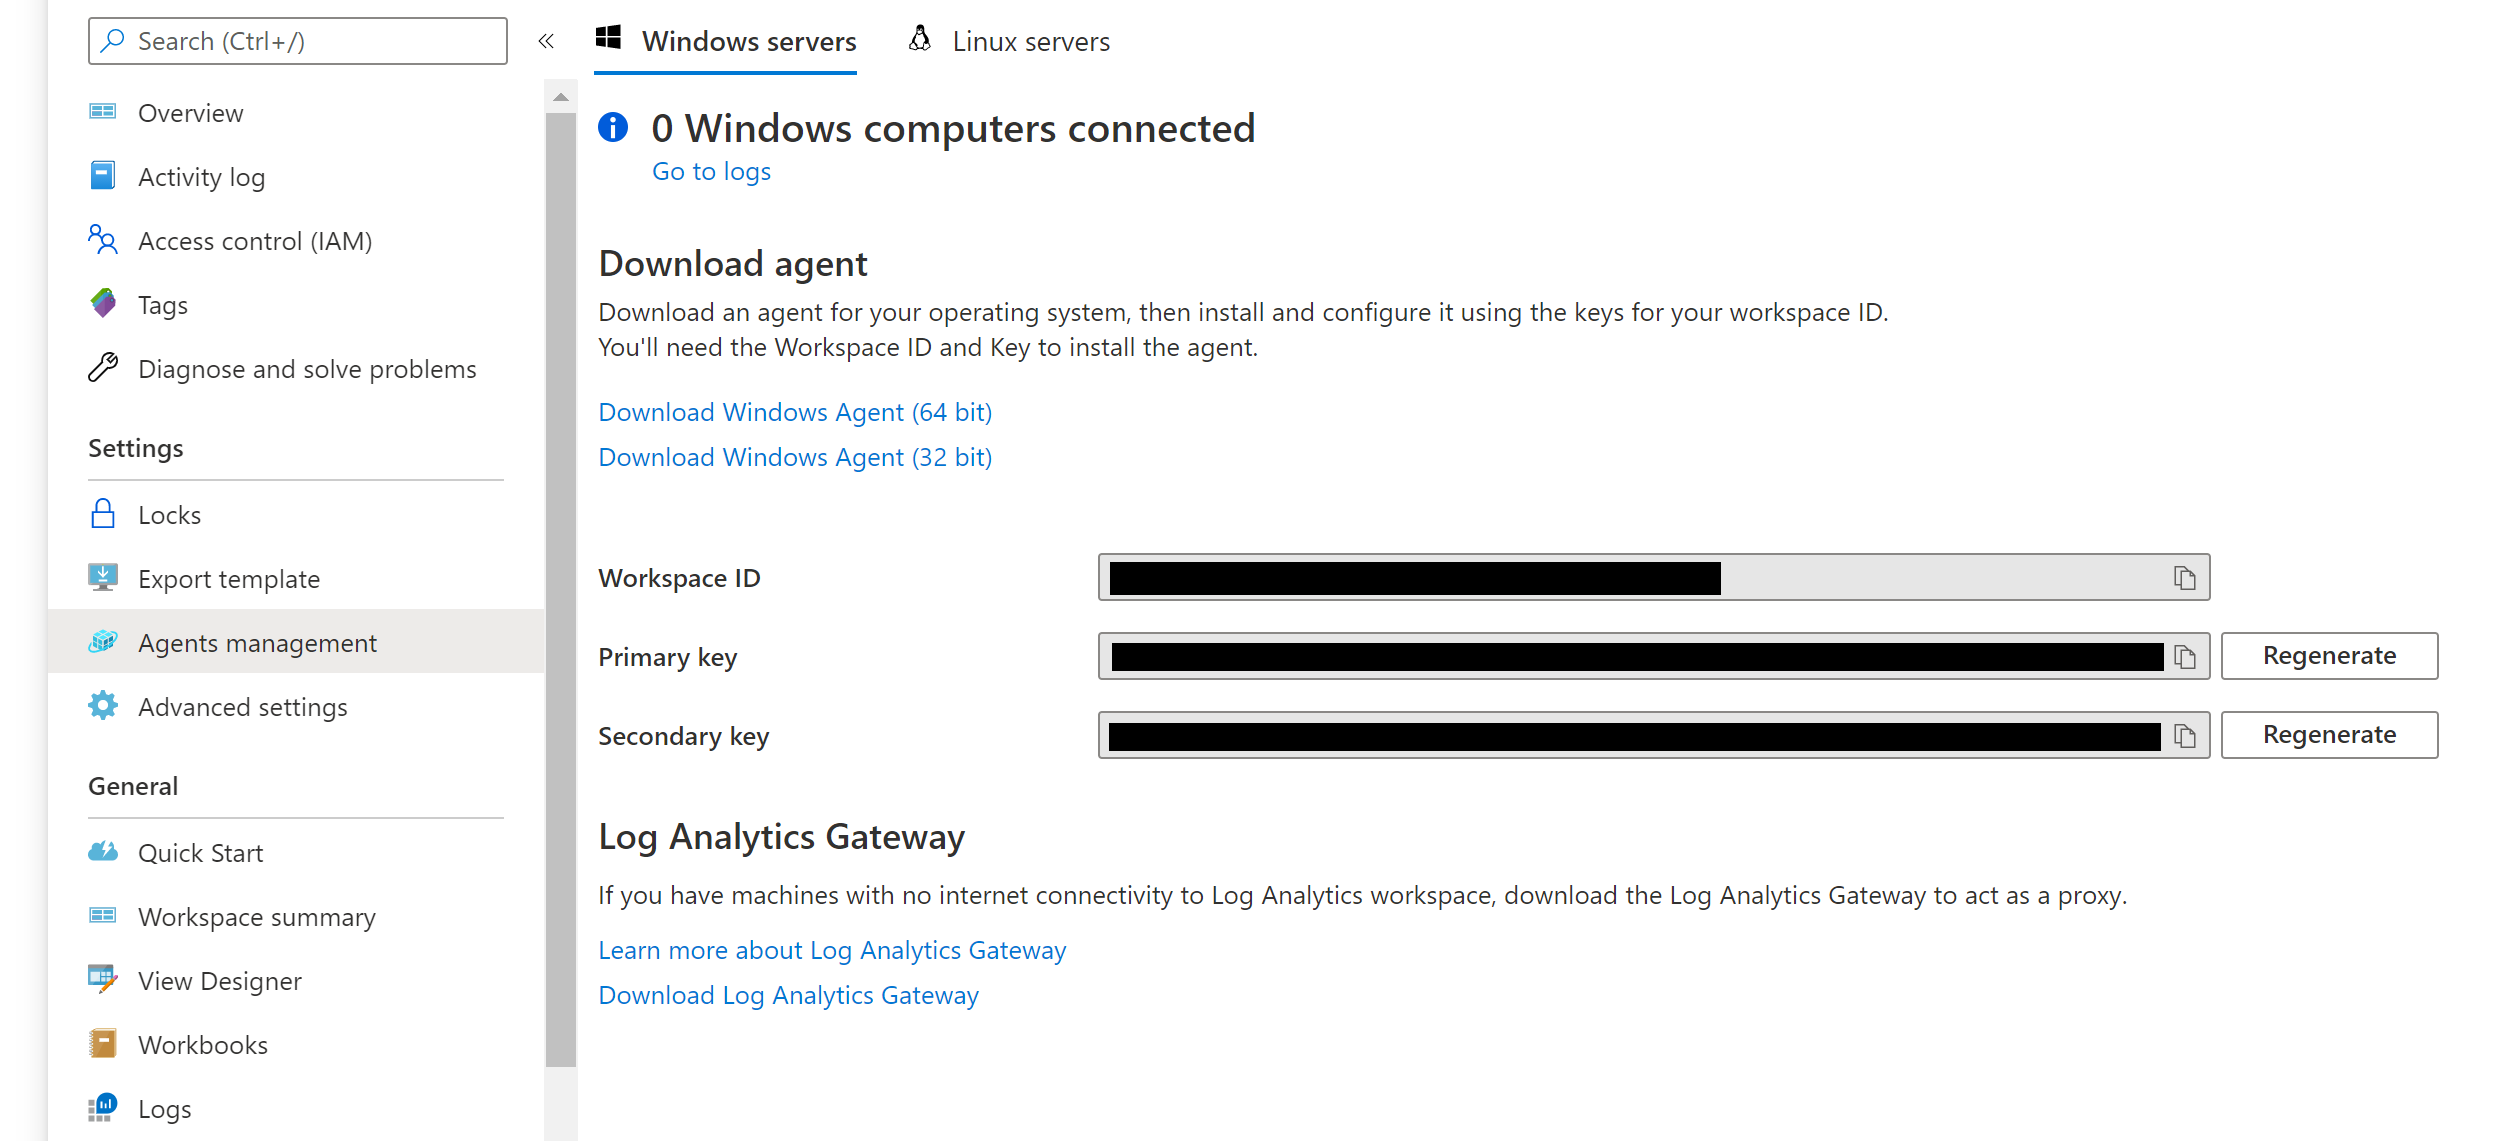 Search (Ctrl+/)
«
Overview
Activity log
Access control (IAM)
Tags
Diagnose and solve problems
Settings
Locks
Export template
Agents management
Advanced settings
General
Quick Start
Workspace summary
View Designer
Workbooks
Logs
Windows servers
Linux servers
0 Windows computers connected
Go to logs
Download agent
Download an agent for your operating system, then install and configure it using the keys for your workspace ID.
You'll need the Workspace ID and Key to install the agent.
Download Windows Agent (64 bit)
Download Windows Agent (32 bit)
Workspace ID
Primary key
Regenerate
Secondary key
Regenerate
Log Analytics Gateway
If you have machines with no internet connectivity to Log Analytics workspace, download the Log Analytics Gateway to act as a proxy.
Learn more about Log Analytics Gateway
Download Log Analytics Gateway